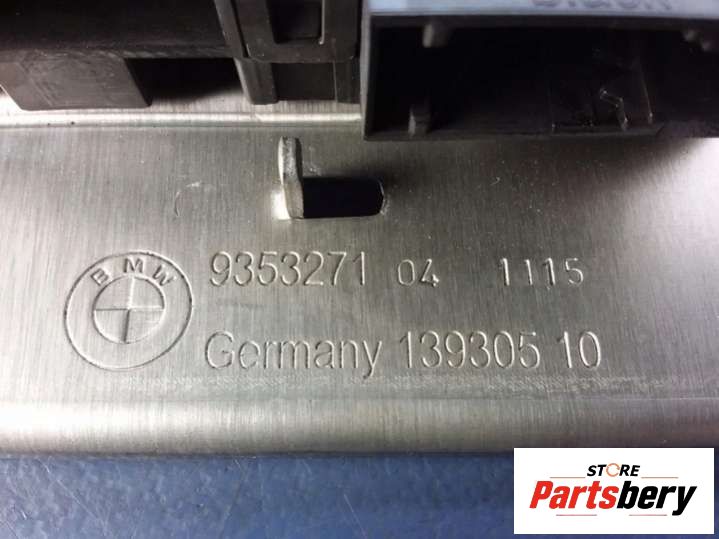 BMW
9353271 04 1115
Germany 139305 10
STORE
Partsbery